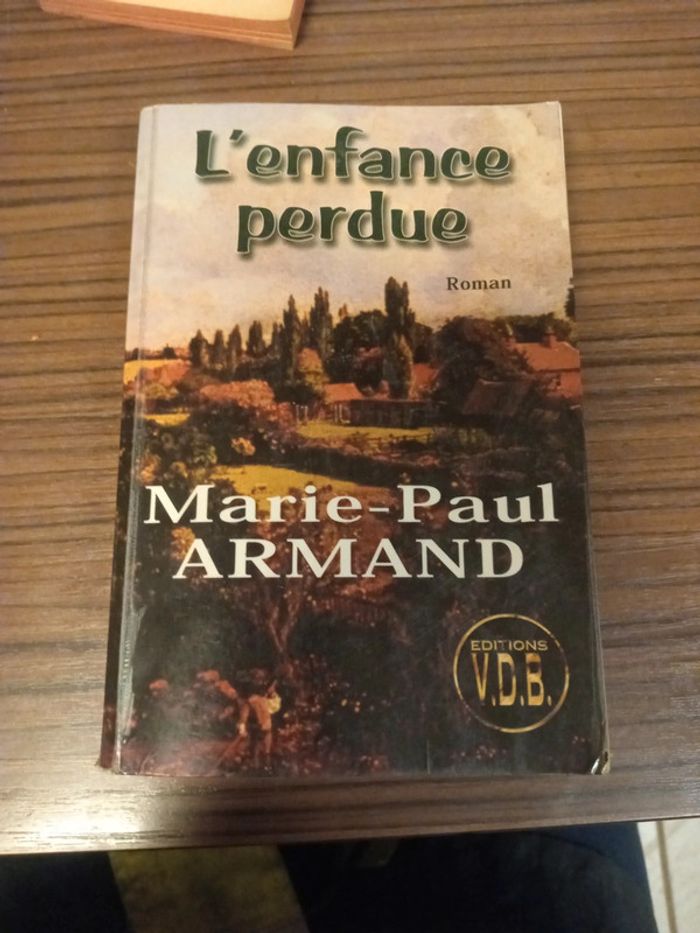 L'enfance
perdue
Roman
Marie-Paul
ARMAND
EDITIONS
V.D.B.